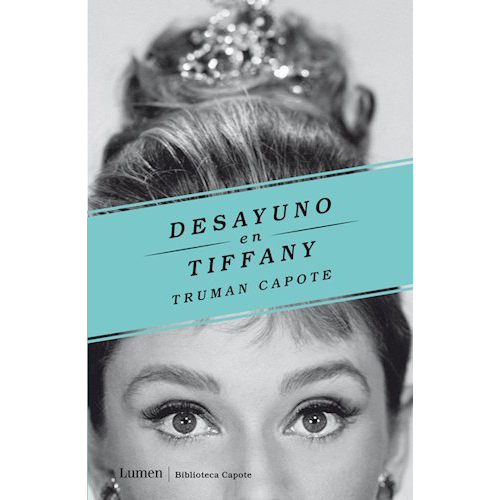 DESAYUNO
en
TIFFANY
TRUMAN CAPOTE
Lumen | Biblioteca Capote